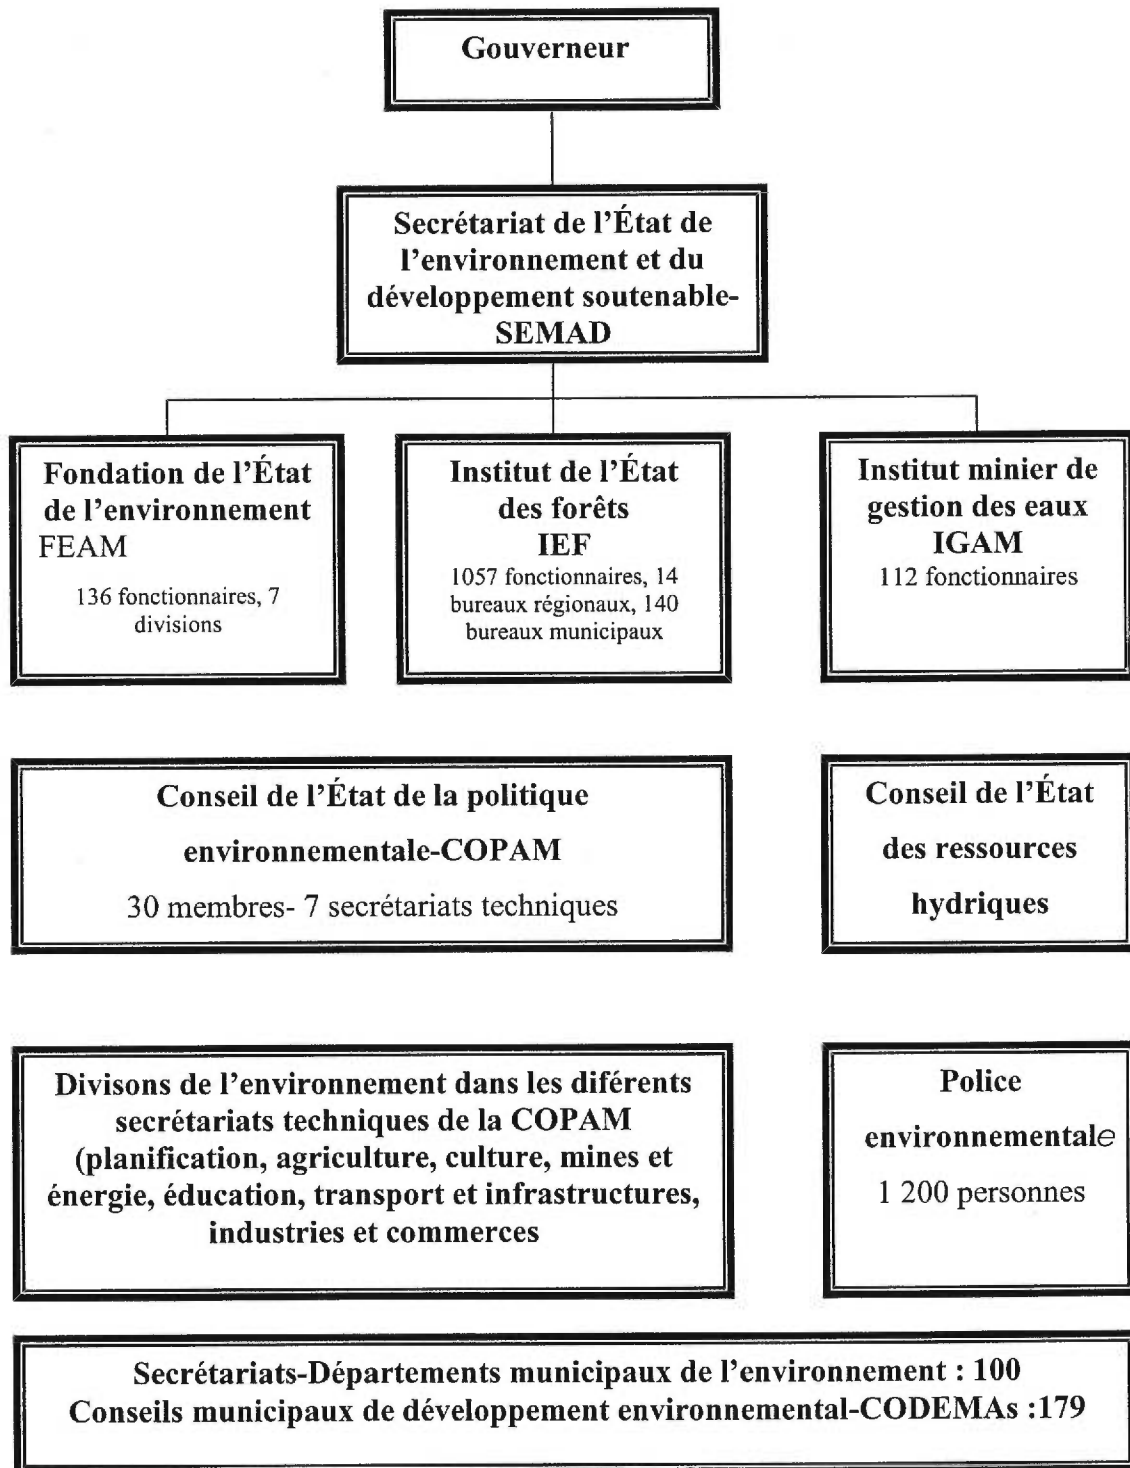 Gouverneur
Secrétariat de l'État de
l'environnement et du
développement soutenable-
SEMAD
Fondation de l'État
de l'environnement
FEAM
136 fonctionnaires, 7
divisions
Institut de l'État
des forêts
IEF
1057 fonctionnaires, 14
bureaux régionaux, 140
bureaux municipaux
Institut minier de
gestion des eaux
IGAM
112 fonctionnaires
Conseil de l'État de la politique
environnementale-COPAM
30 membres- 7 secrétariats techniques
Conseil de l'État
des ressources
hydriques
Divisons de l'environnement dans les diférents
secrétariats techniques de la COPAM
(planification, agriculture, culture, mines et
énergie, éducation, transport et infrastructures,
industries et commerces
Police
environnementale
1 200 personnes
Secrétariats-Départements municipaux de l'environnement : 100
Conseils municipaux de développement environnemental-CODEMAs :179